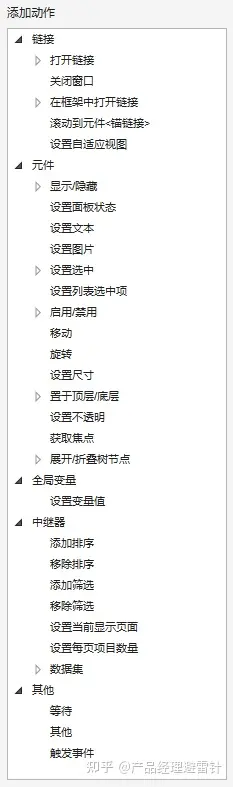 添加动作
链接
打开链接
关闭窗口
在框架中打开链接
滚动到元件<锚链接>
设置自适应视图
元件
显示/隐藏
设置面板状态
设置文本
设置图片
设置选中
设置列表选中项
启用/禁用
移动
旋转
设置尺寸
置于顶层/底层
设置不透明
获取焦点
展开/折叠树节点
全局变量
设置变量值
中继器
添加排序
移除排序
添加筛选
移除筛选
设置当前显示页面
设置每页项目数量
数据集
其他
等待
其他
触发事件
知乎 @产品经理避雷针